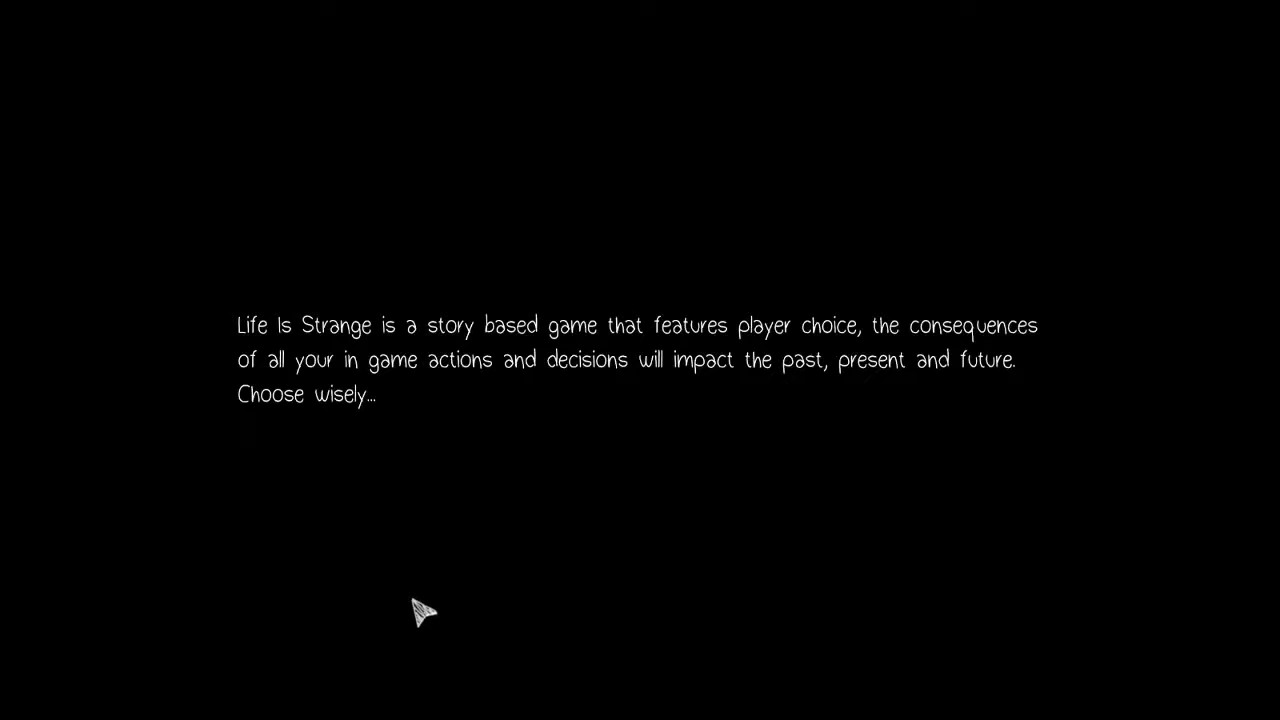 Life Is Strange is a story based game that features player choice, the consequences
of all your in game actions and decisions will impact the past, present and future.
Choose wisely...